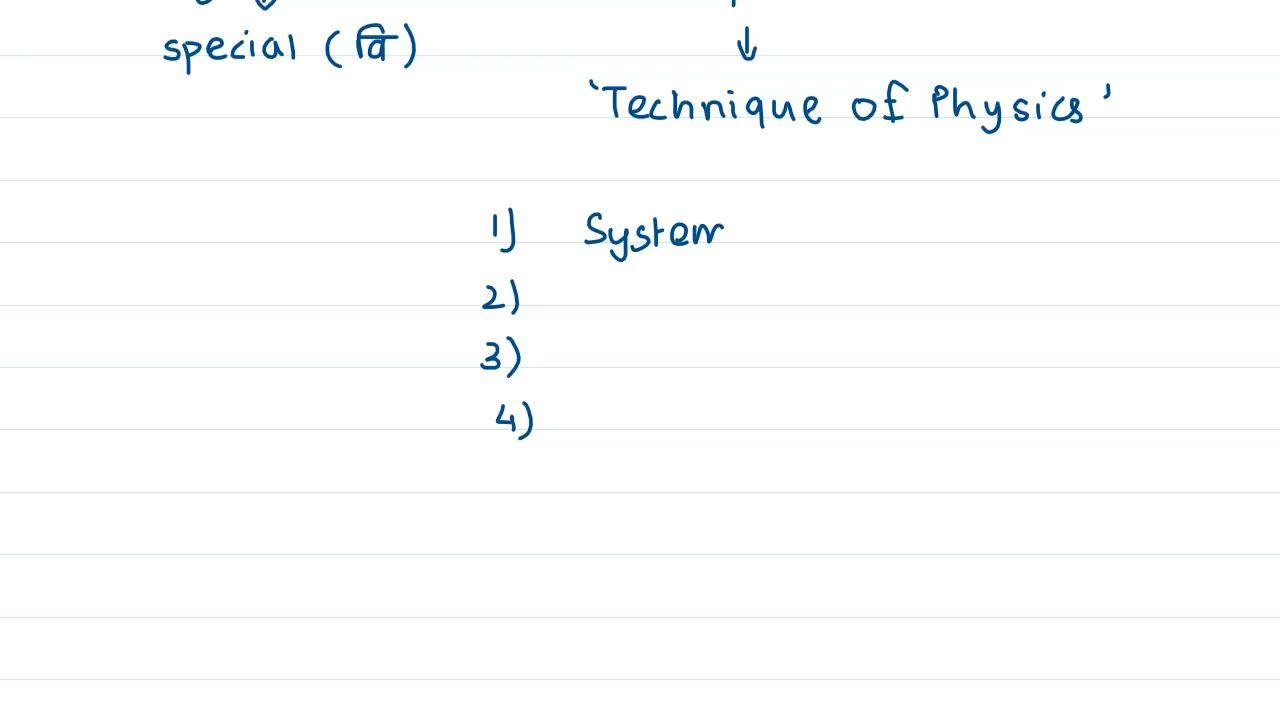 special (वि)
↓
'Technique of Physics'
1) System
2)
3)
4)